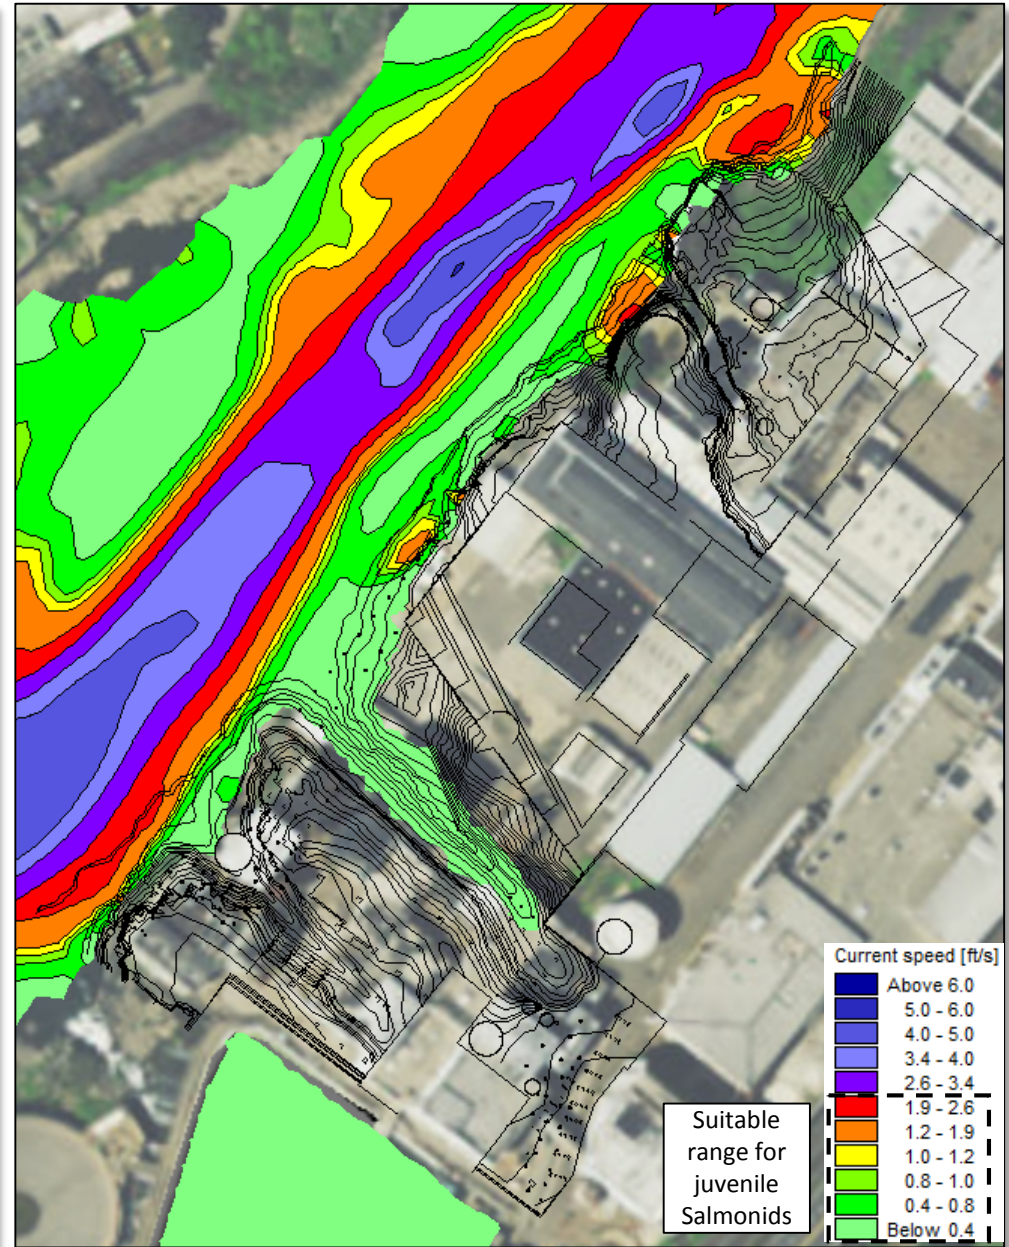 Current speed [ft/s]
Above 6.0
5.0 - 6.0
4.0 - 5.0
3.4 - 4.0
2.6 - 3.4
1.9 - 2.6
1.2 - 1.9
1.0 - 1.2
0.8 - 1.0
0.4 - 0.8
Below 0.4
Suitable
range for
juvenile
Salmonids